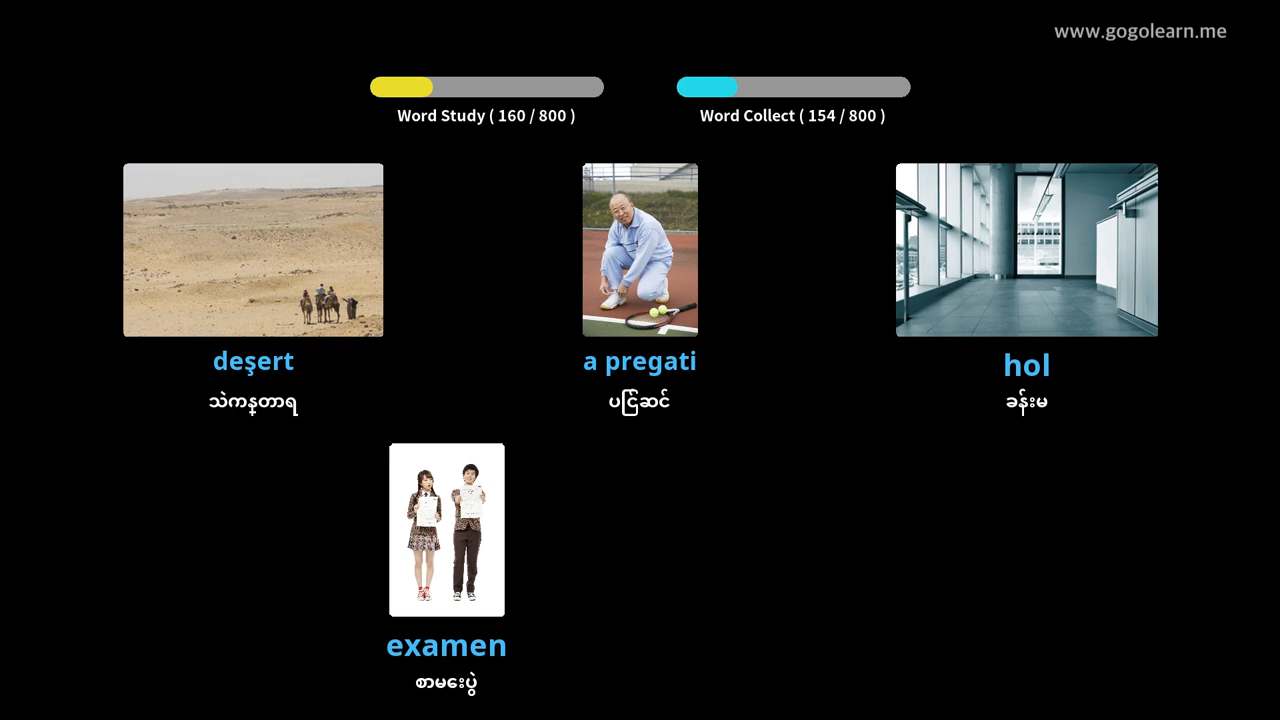 www.gogolearn.me
Word Study ( 160 / 800 )
Word Collect ( 154 / 800 )
deșert
သဲကန္တာရ
a pregati
ပြင်ဆင်
hol
ခန်းမ
examen
စာမေးပွဲ